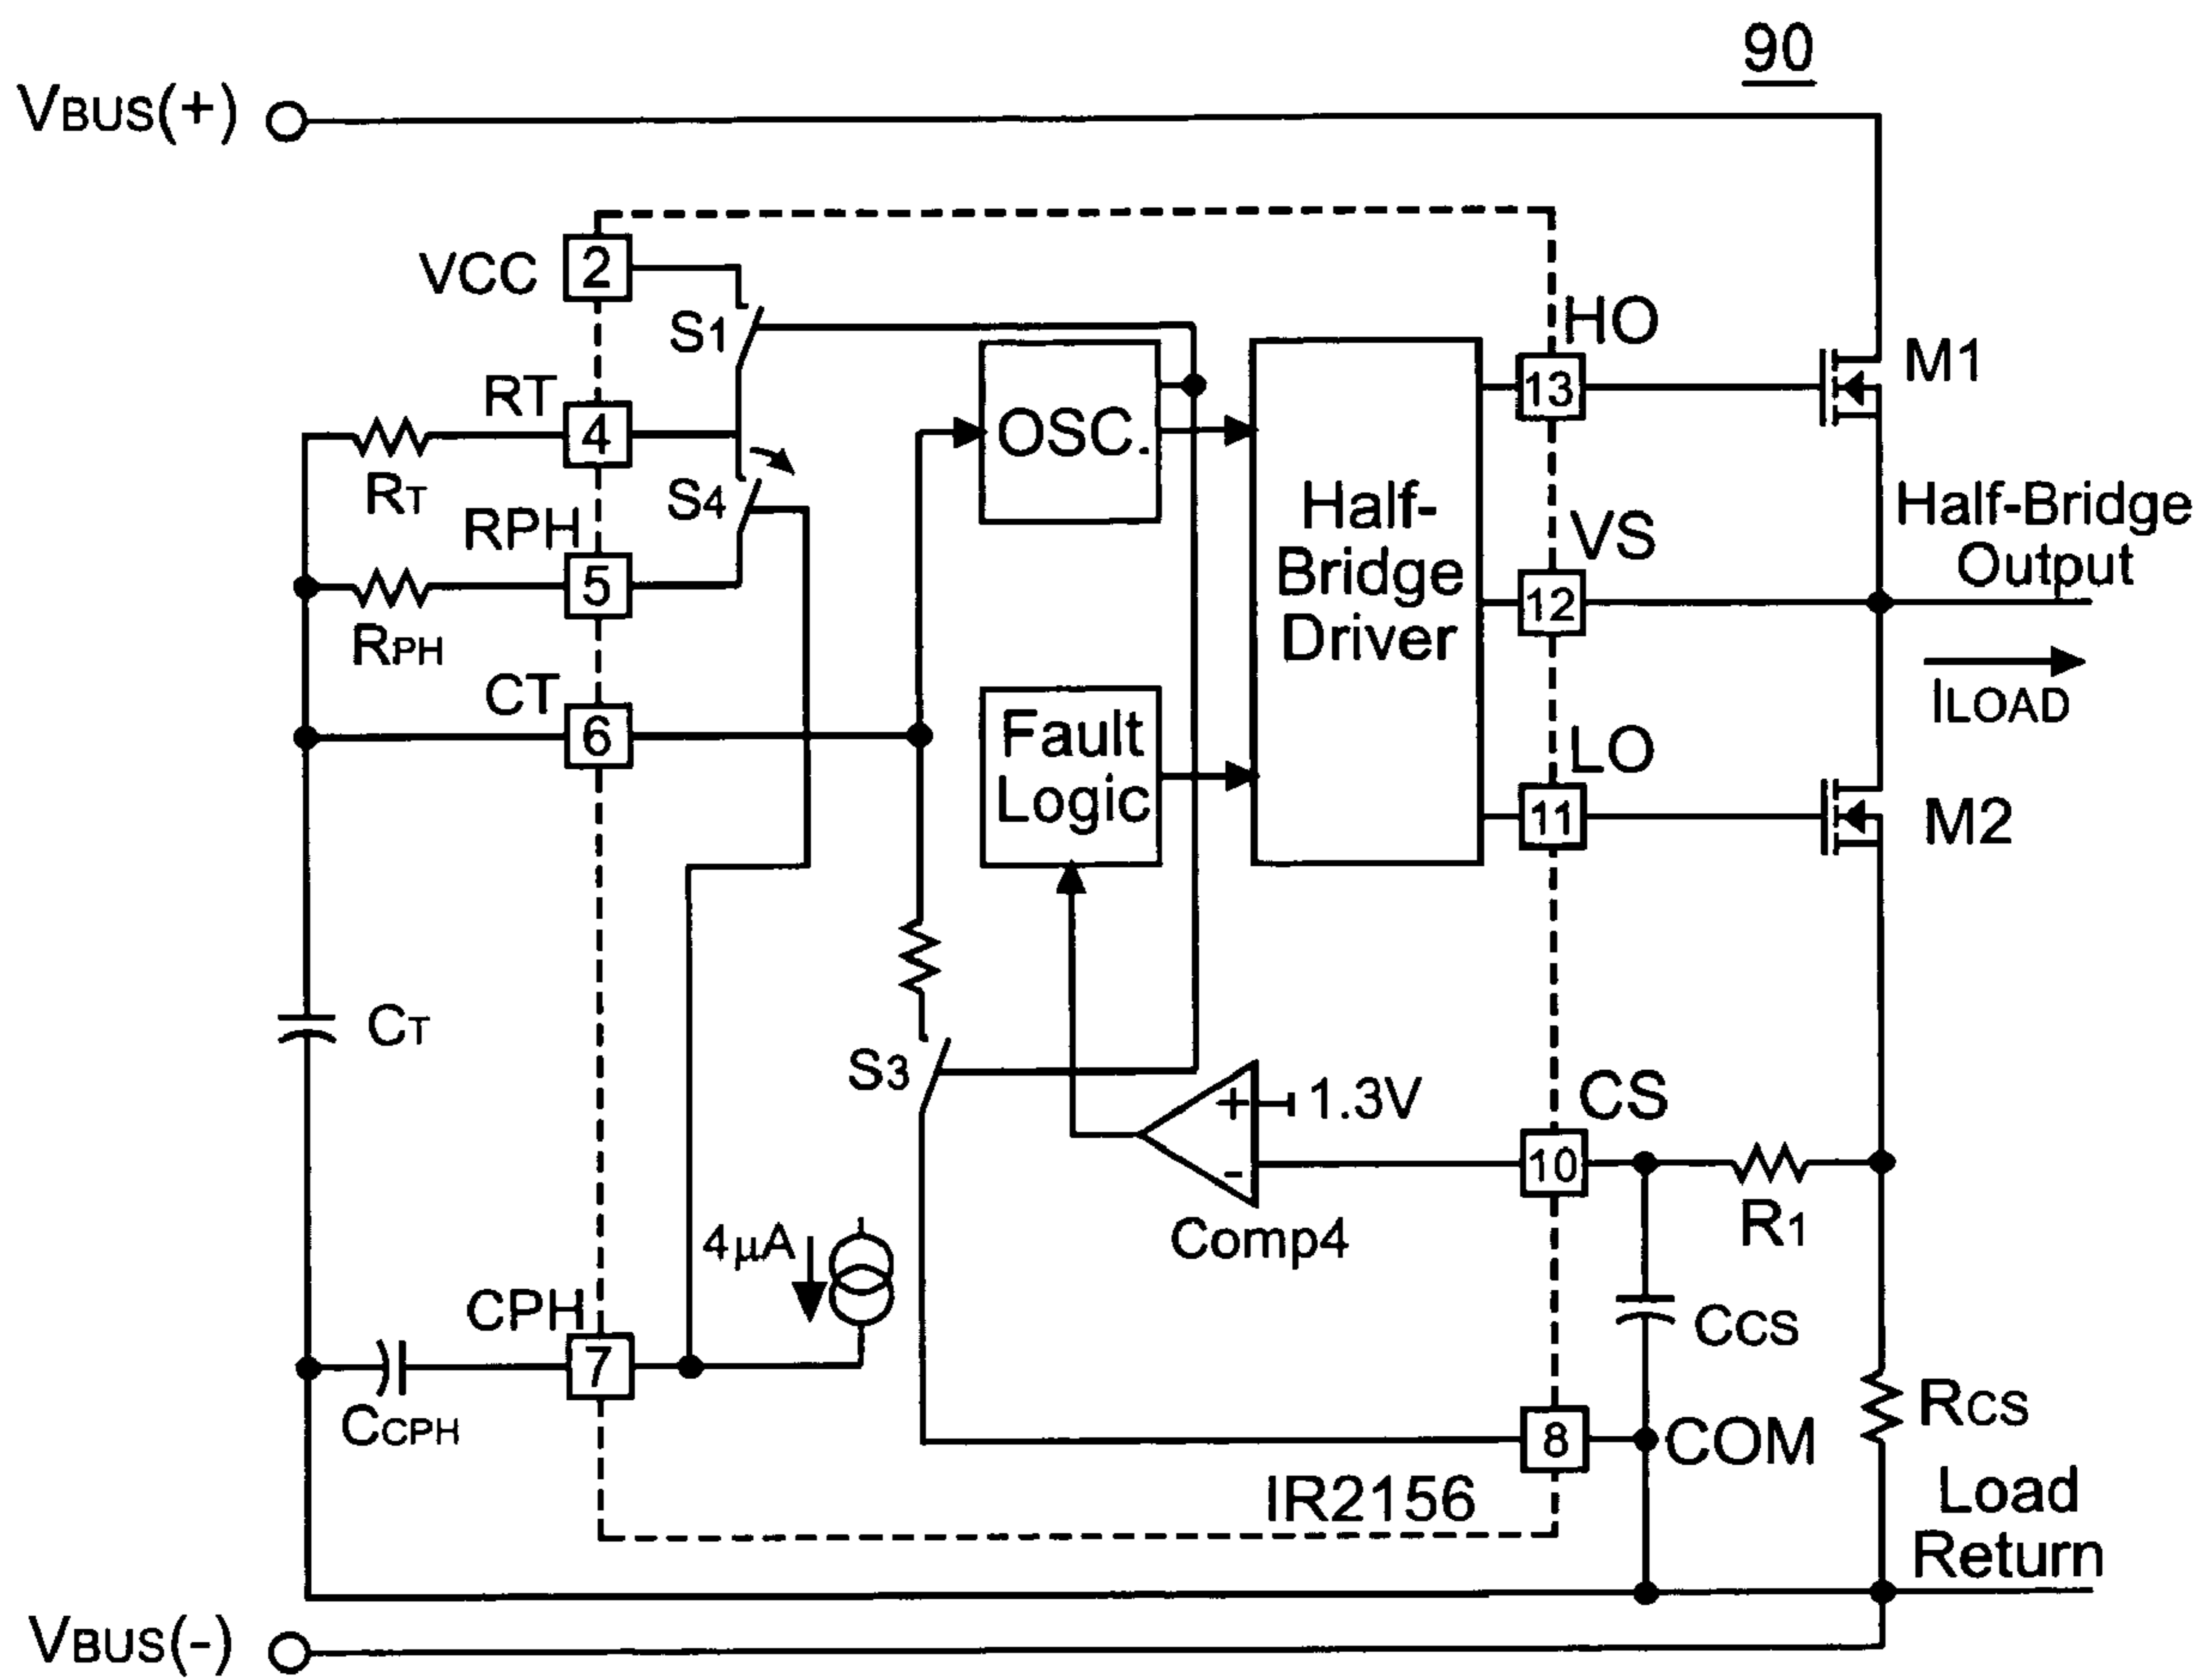 90
VBUS(+)
VCC
2
S1
HO
13
M1
RT
4
RT
OSC.
S4
RPH
5
RPH
Half-
Bridge
Driver
VS
12
Half-Bridge
Output
ILOAD
CT
6
Fault
Logic
LO
11
M2
CT
S3
+
1.3V
-
Comp4
CS
10
R1
CCS
4µA
CPH
7
CCPH
8
COM
RCS
IR2156
Load
Return
VBUS(-)